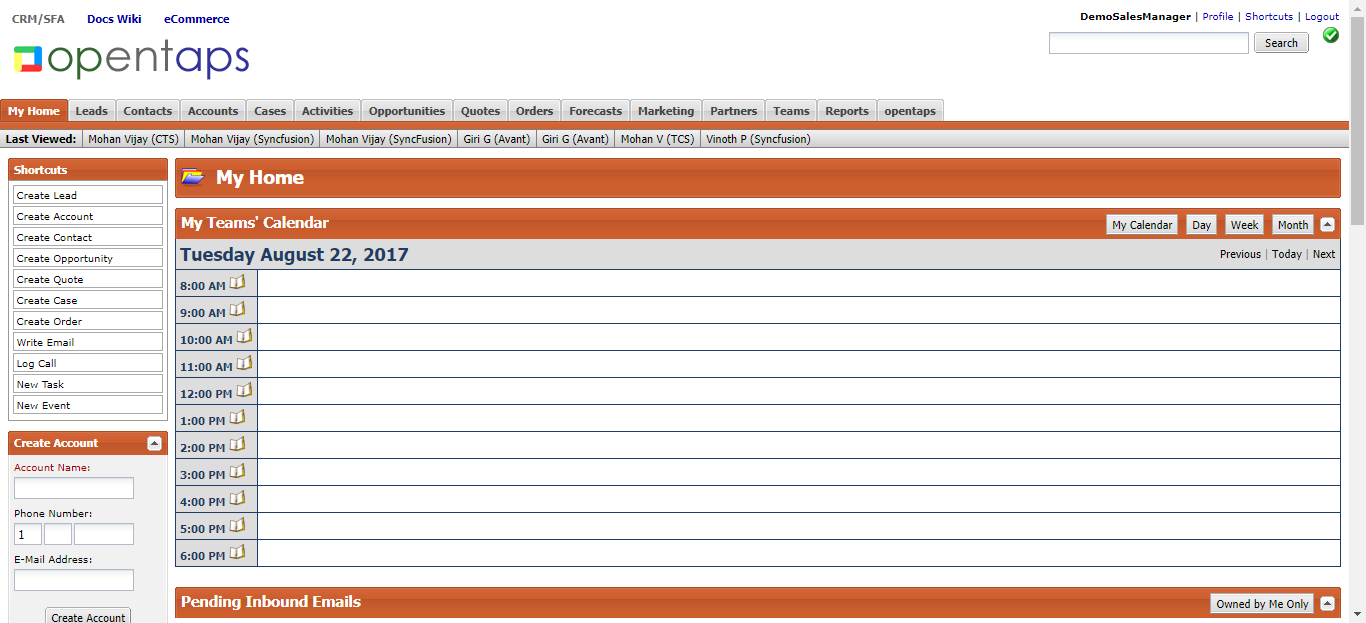 CRM/SFA Docs Wiki eCommerce
DemoSalesManager | Profile | Shortcuts | Logout
opentaps
Search
My Home Leads Contacts Accounts Cases Activities Opportunities Quotes Orders Forecasts Marketing Partners Teams Reports opentaps
Last Viewed: Mohan Vijay (CTS) Mohan Vijay (Syncfusion) Mohan Vijay (SyncFusion) Giri G (Avant) Giri G (Avant) Mohan V (TCS) Vinoth P (Syncfusion)
Shortcuts
Create Lead
Create Account
Create Contact
Create Opportunity
Create Quote
Create Case
Create Order
Write Email
Log Call
New Task
New Event
Create Account
Account Name:
Phone Number:
1
E-Mail Address:
Create Account
My Home
My Teams' Calendar My Calendar Day Week Month
Tuesday August 22, 2017 Previous | Today | Next
8:00 AM
9:00 AM
10:00 AM
11:00 AM
12:00 PM
1:00 PM
2:00 PM
3:00 PM
4:00 PM
5:00 PM
6:00 PM
Pending Inbound Emails Owned by Me Only